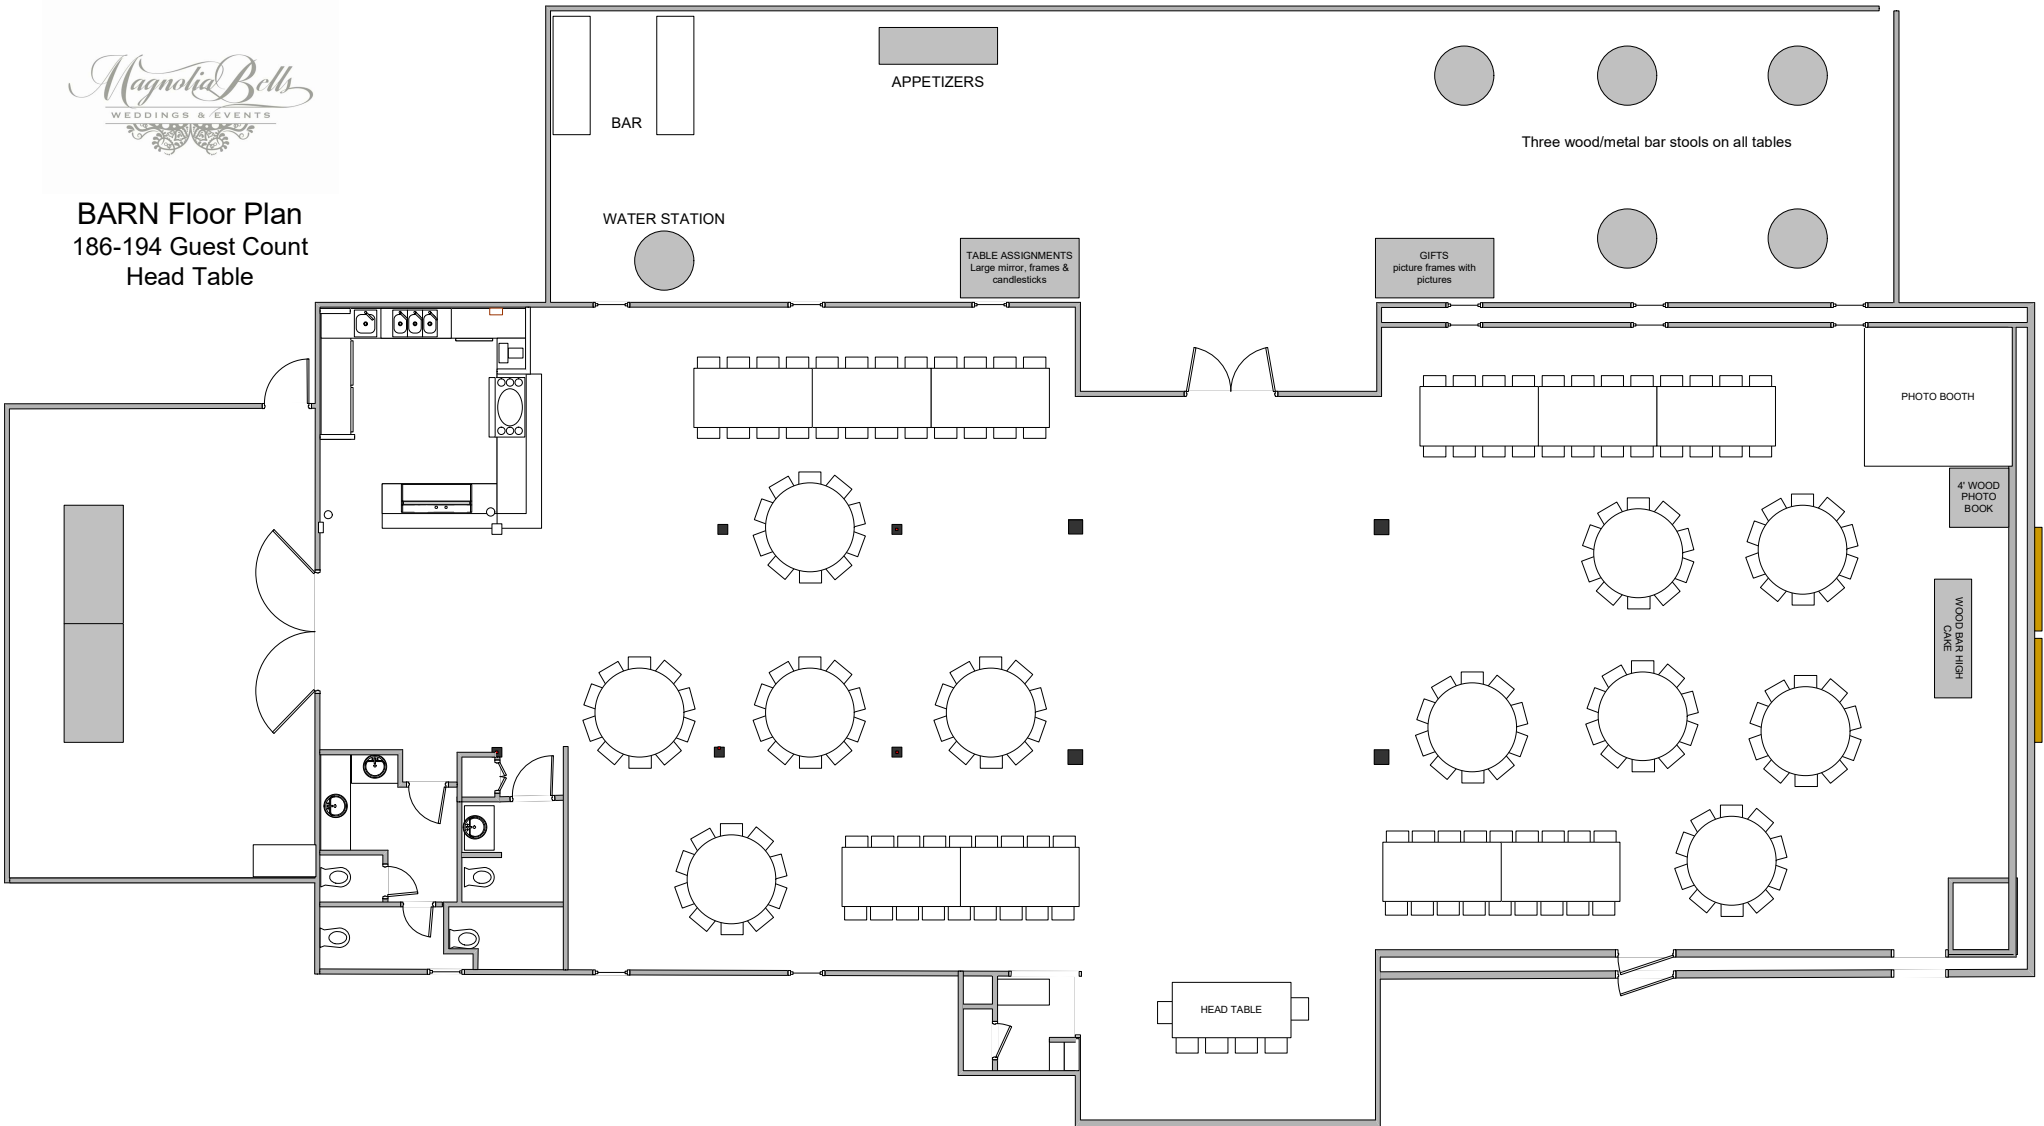 Magnolia Bells
WEDDINGS & EVENTS
BARN Floor Plan
186-194 Guest Count
Head Table
BAR
APPETIZERS
Three wood/metal bar stools on all tables
WATER STATION
TABLE ASSIGNMENTS
Large mirror, frames &
candlesticks
GIFTS
picture frames with
pictures
PHOTO BOOTH
4' WOOD
PHOTO
BOOK
WOOD BAR HIGH
CAKE
HEAD TABLE